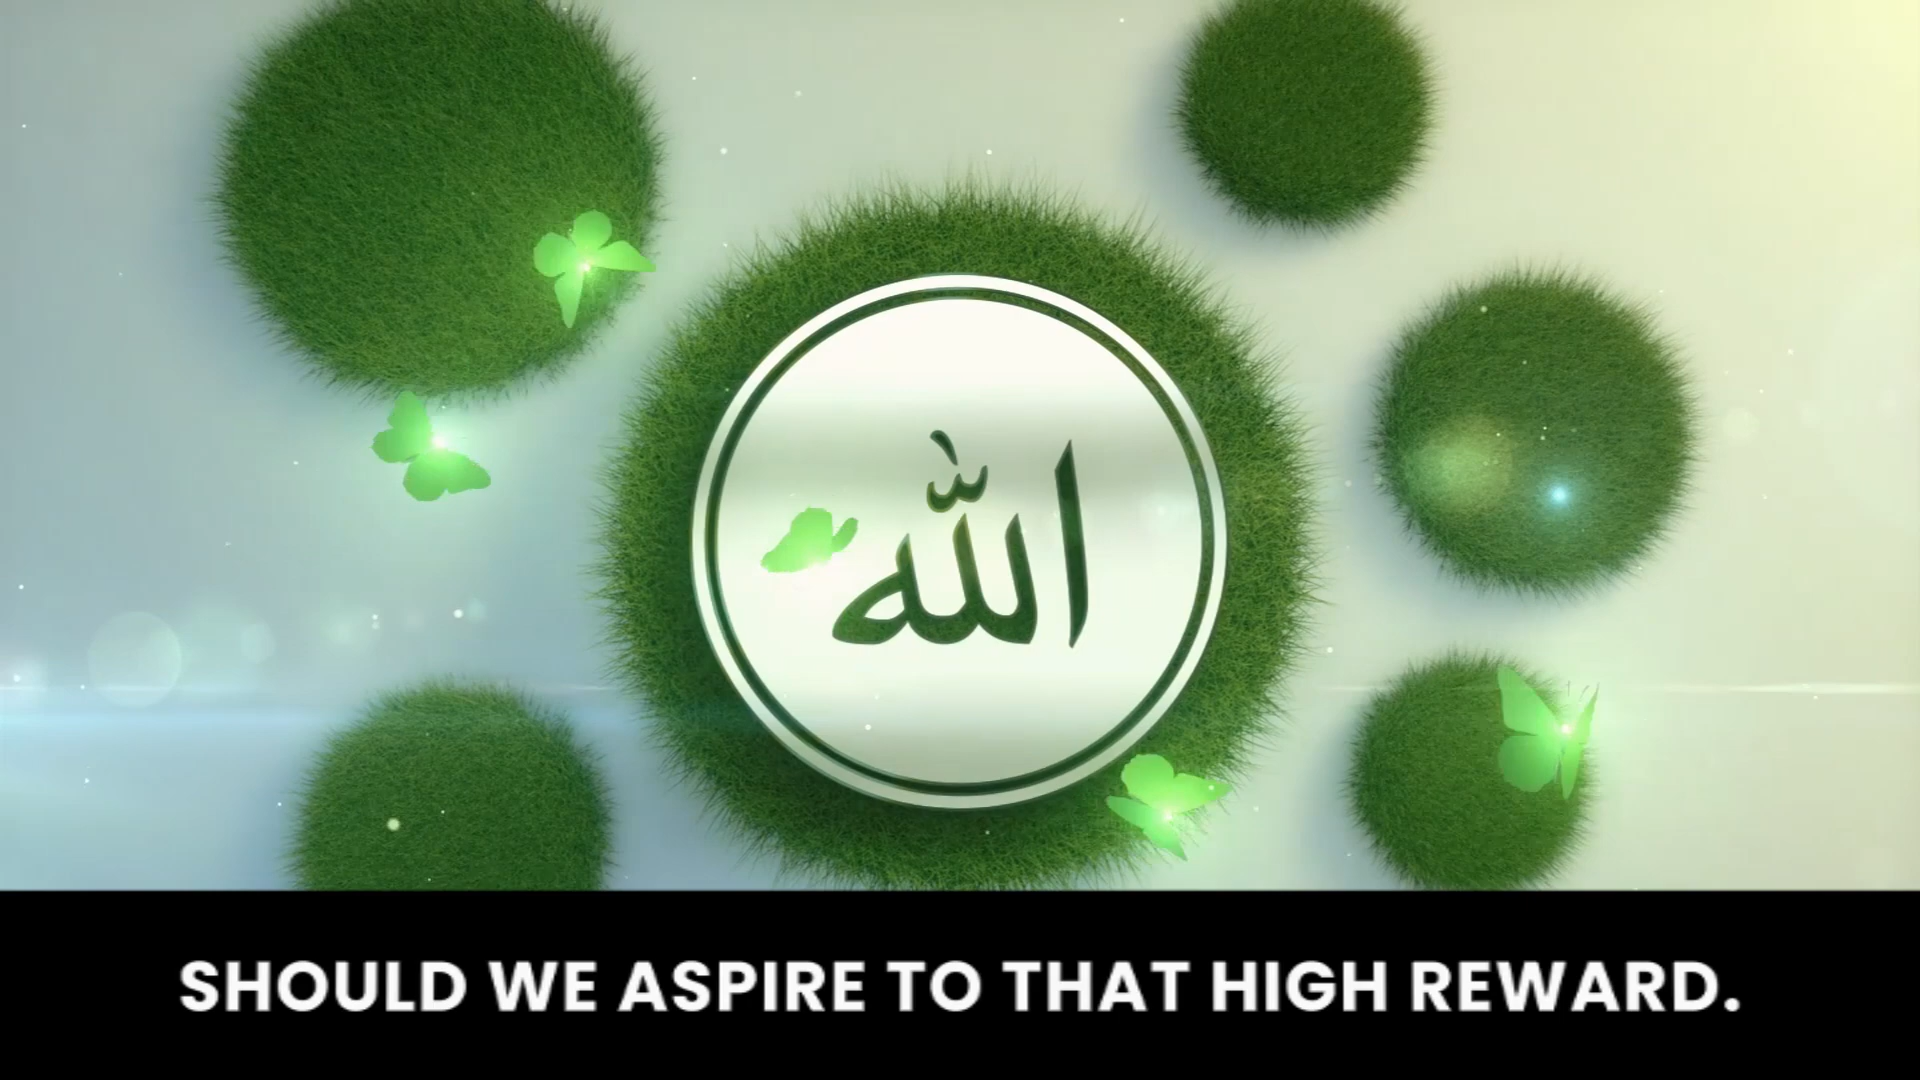 الله
SHOULD WE ASPIRE TO THAT HIGH REWARD.